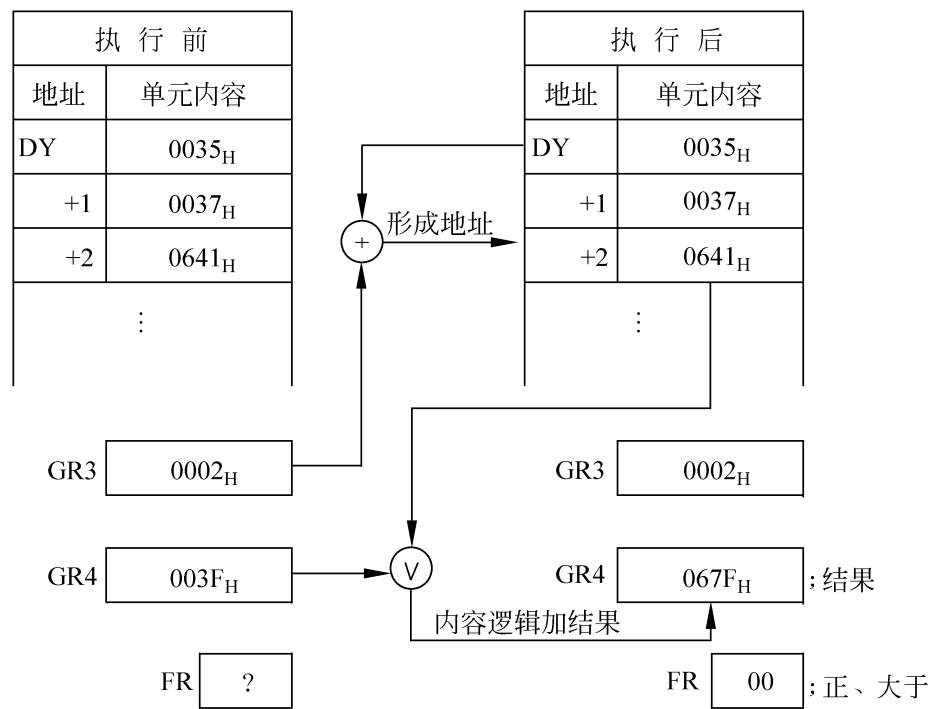 执 行 前
地址 单元内容
DY 0035H
+1 0037H
+2 0641H
⋮
执 行 后
地址 单元内容
DY 0035H
+1 0037H
+2 0641H
⋮
+
形成地址
GR3 0002H
GR3 0002H
GR4 003FH
∨
GR4 067FH ;结果
内容逻辑加结果
FR ?
FR 00 ;正、大于